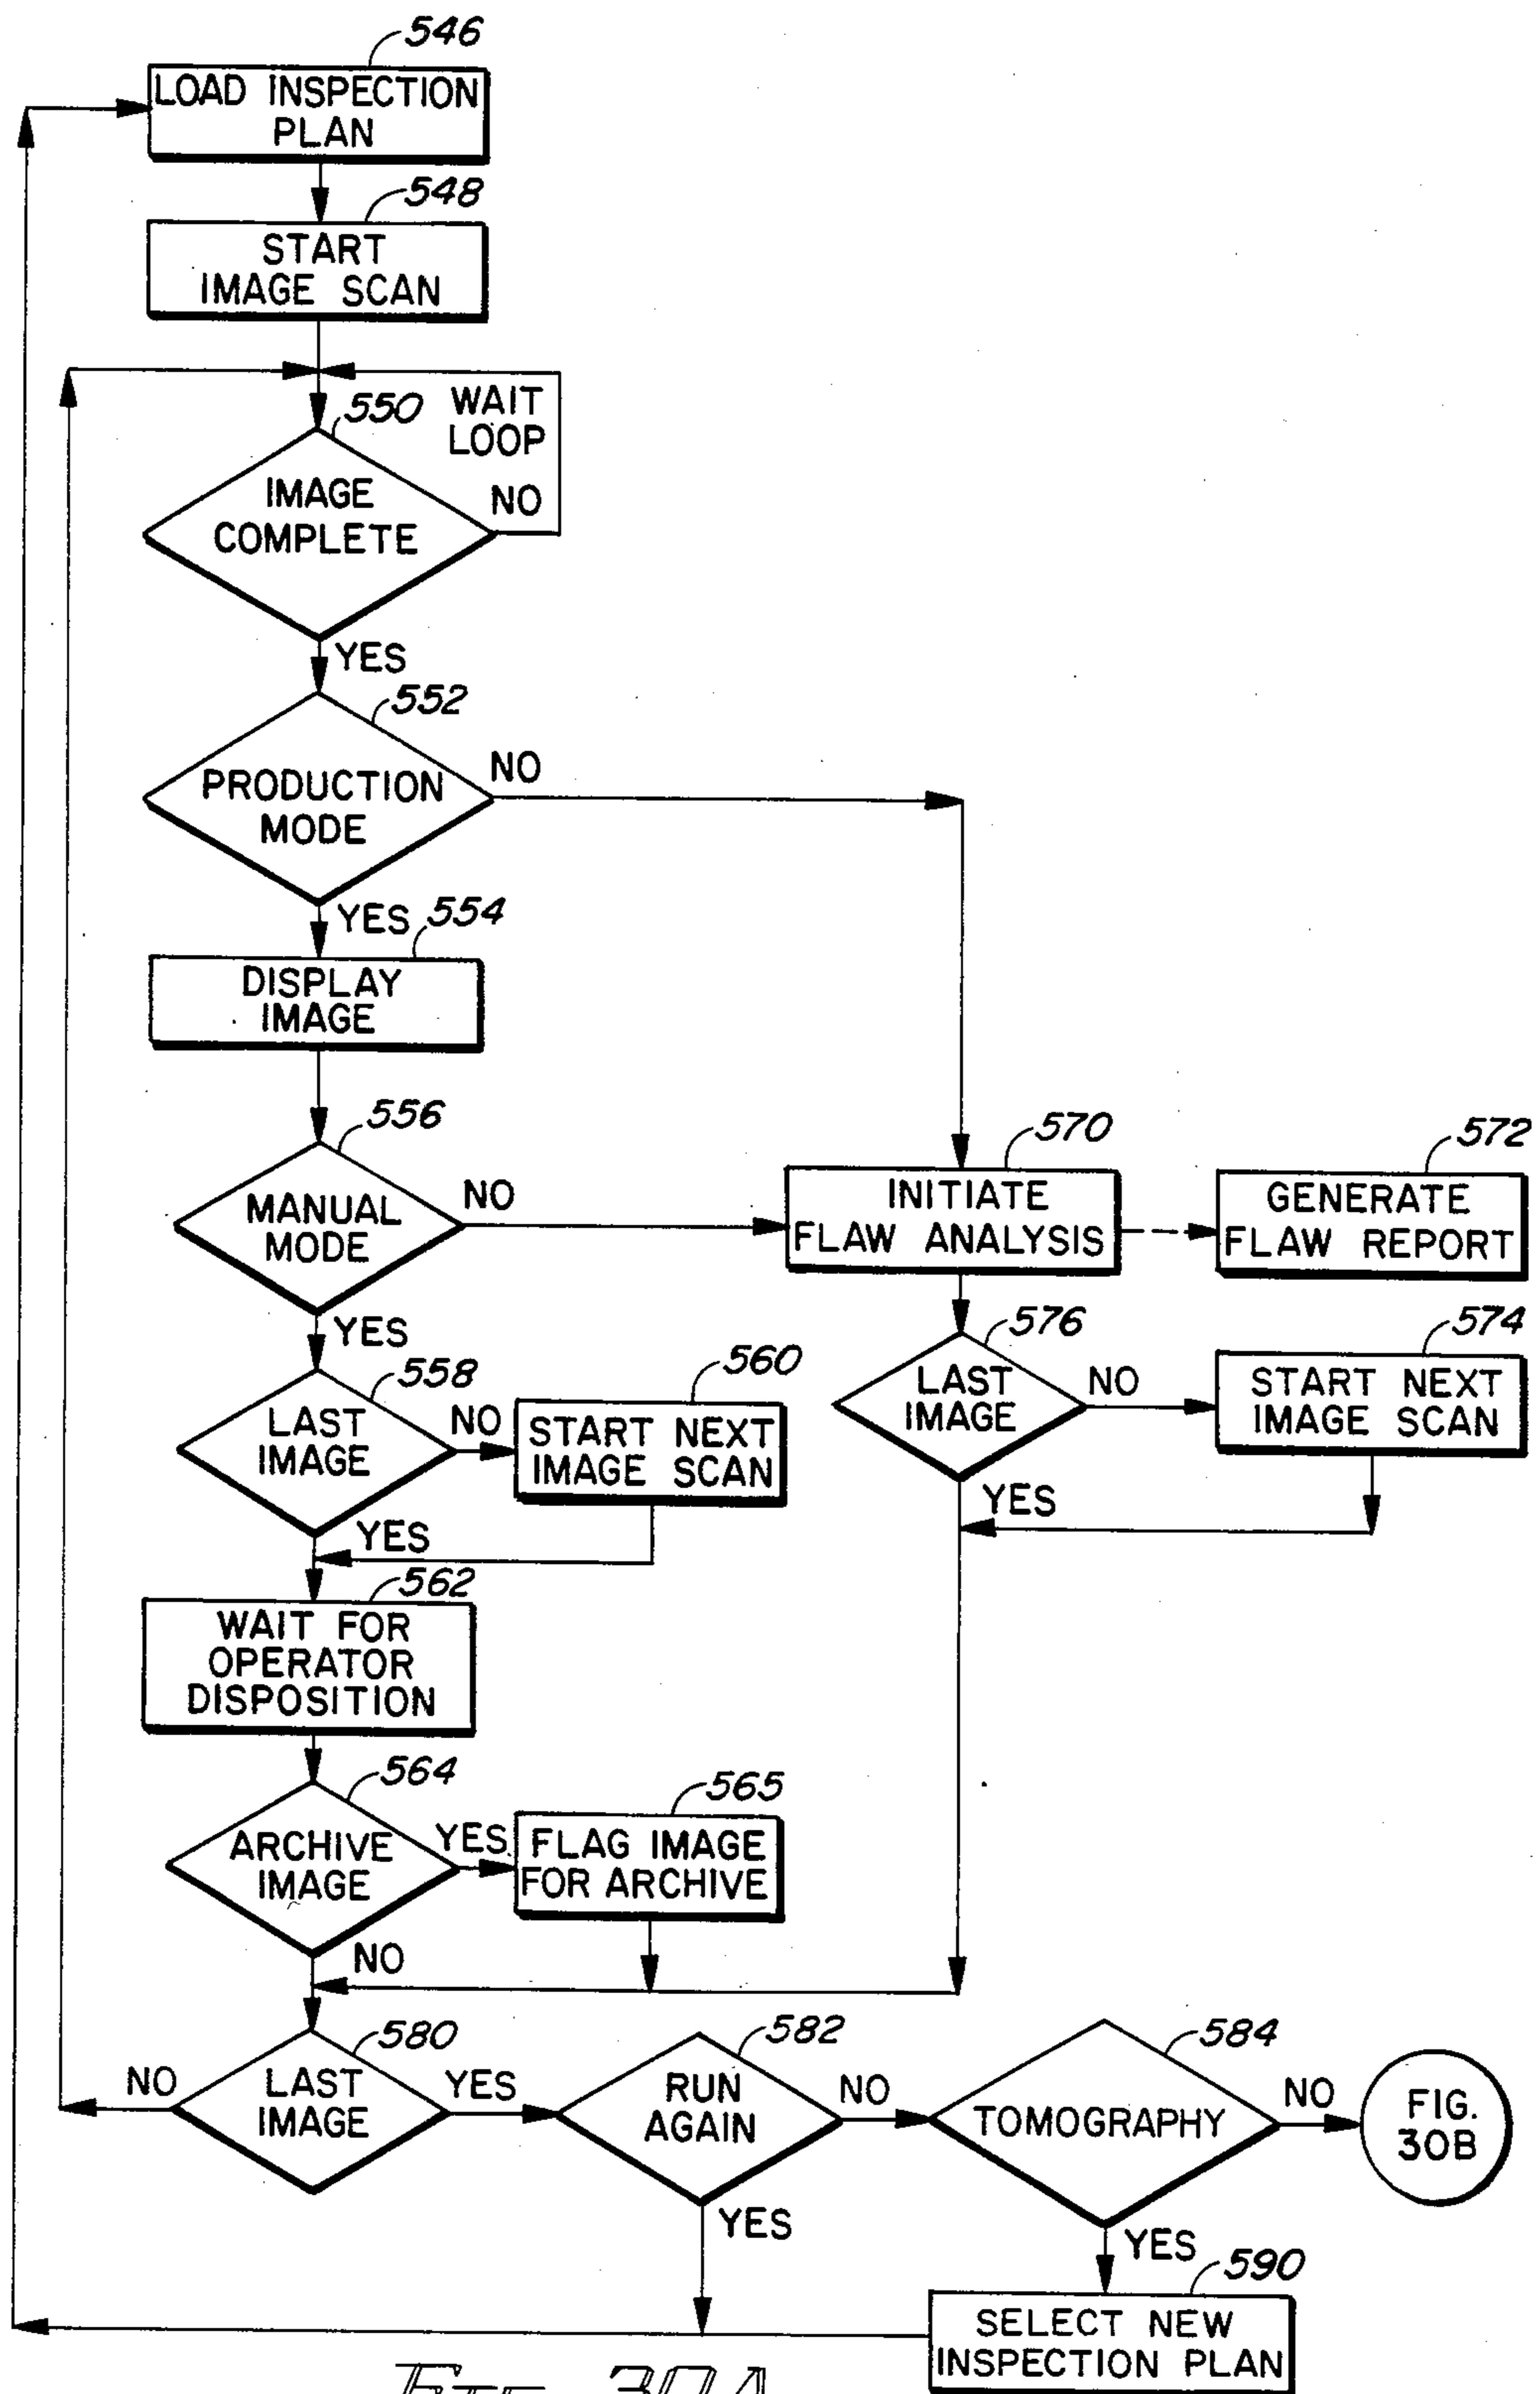 546
LOAD INSPECTION
PLAN
548
START
IMAGE SCAN
550
WAIT
LOOP
IMAGE
COMPLETE
NO
YES
552
PRODUCTION
MODE
NO
YES
554
DISPLAY
IMAGE
556
MANUAL
MODE
NO
570
INITIATE
FLAW ANALYSIS
572
GENERATE
FLAW REPORT
YES
558
LAST
IMAGE
NO
560
START NEXT
IMAGE SCAN
YES
576
LAST
IMAGE
NO
574
START NEXT
IMAGE SCAN
YES
562
WAIT FOR
OPERATOR
DISPOSITION
564
ARCHIVE
IMAGE
YES
565
FLAG IMAGE
FOR ARCHIVE
NO
580
LAST
IMAGE
NO
YES
582
RUN
AGAIN
NO
YES
584
TOMOGRAPHY
NO
FIG.
30B
YES
590
SELECT NEW
INSPECTION PLAN
FIG. 30A